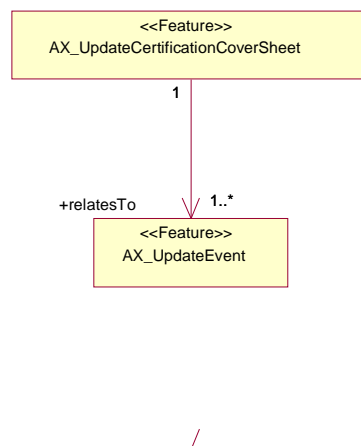 <<Feature>>
AX_UpdateCertificationCoverSheet
1
+relatesTo
1..*
<<Feature>>
AX_UpdateEvent